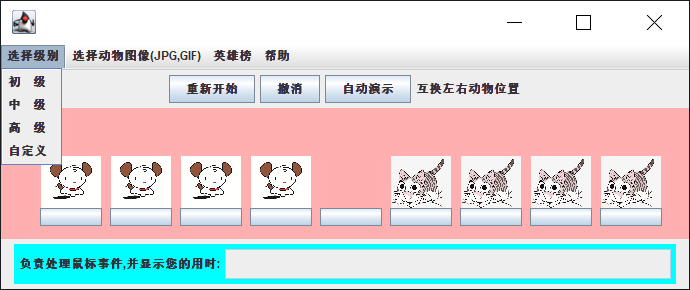 选择级别 选择动物图像(JPG,GIF) 英雄榜 帮助
初 级
中 级
高 级
自定义
重新开始 撤消 自动演示 互换左右动物位置
负责处理鼠标事件,并显示您的用时: